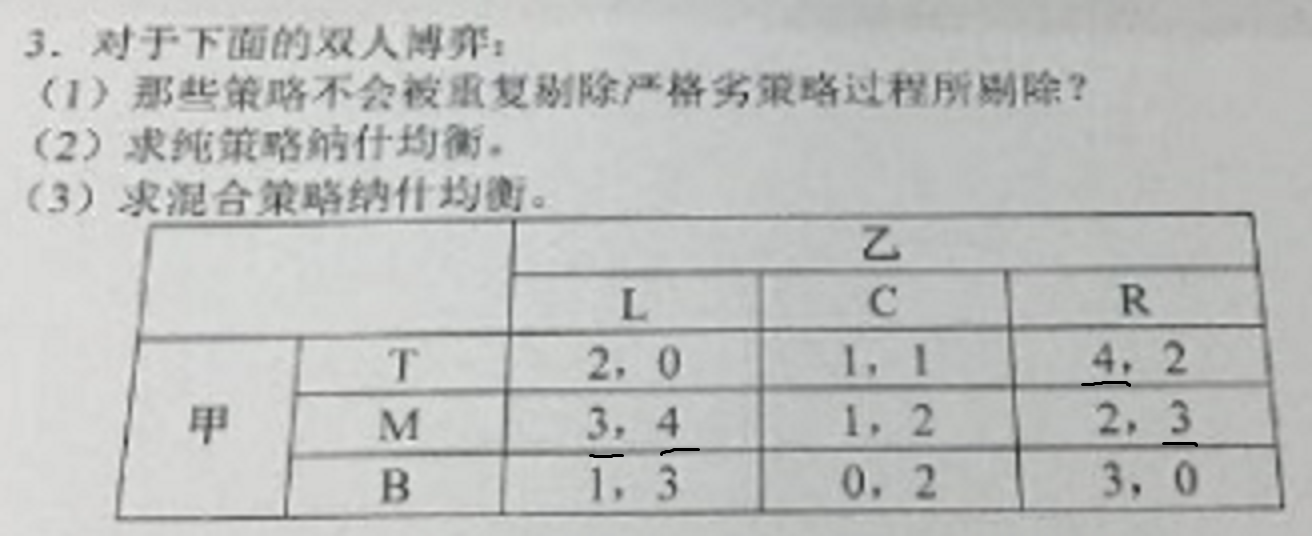 3. 对于下面的双人博弈:
（1）那些策略不会被重复剔除严格劣策略过程所剔除?
（2）求纯策略纳什均衡。
（3）求混合策略纳什均衡。
乙
L C R
甲 T 2，0 1，1 4，2
M 3，4 1，2 2，3
B 1，3 0，2 3，0